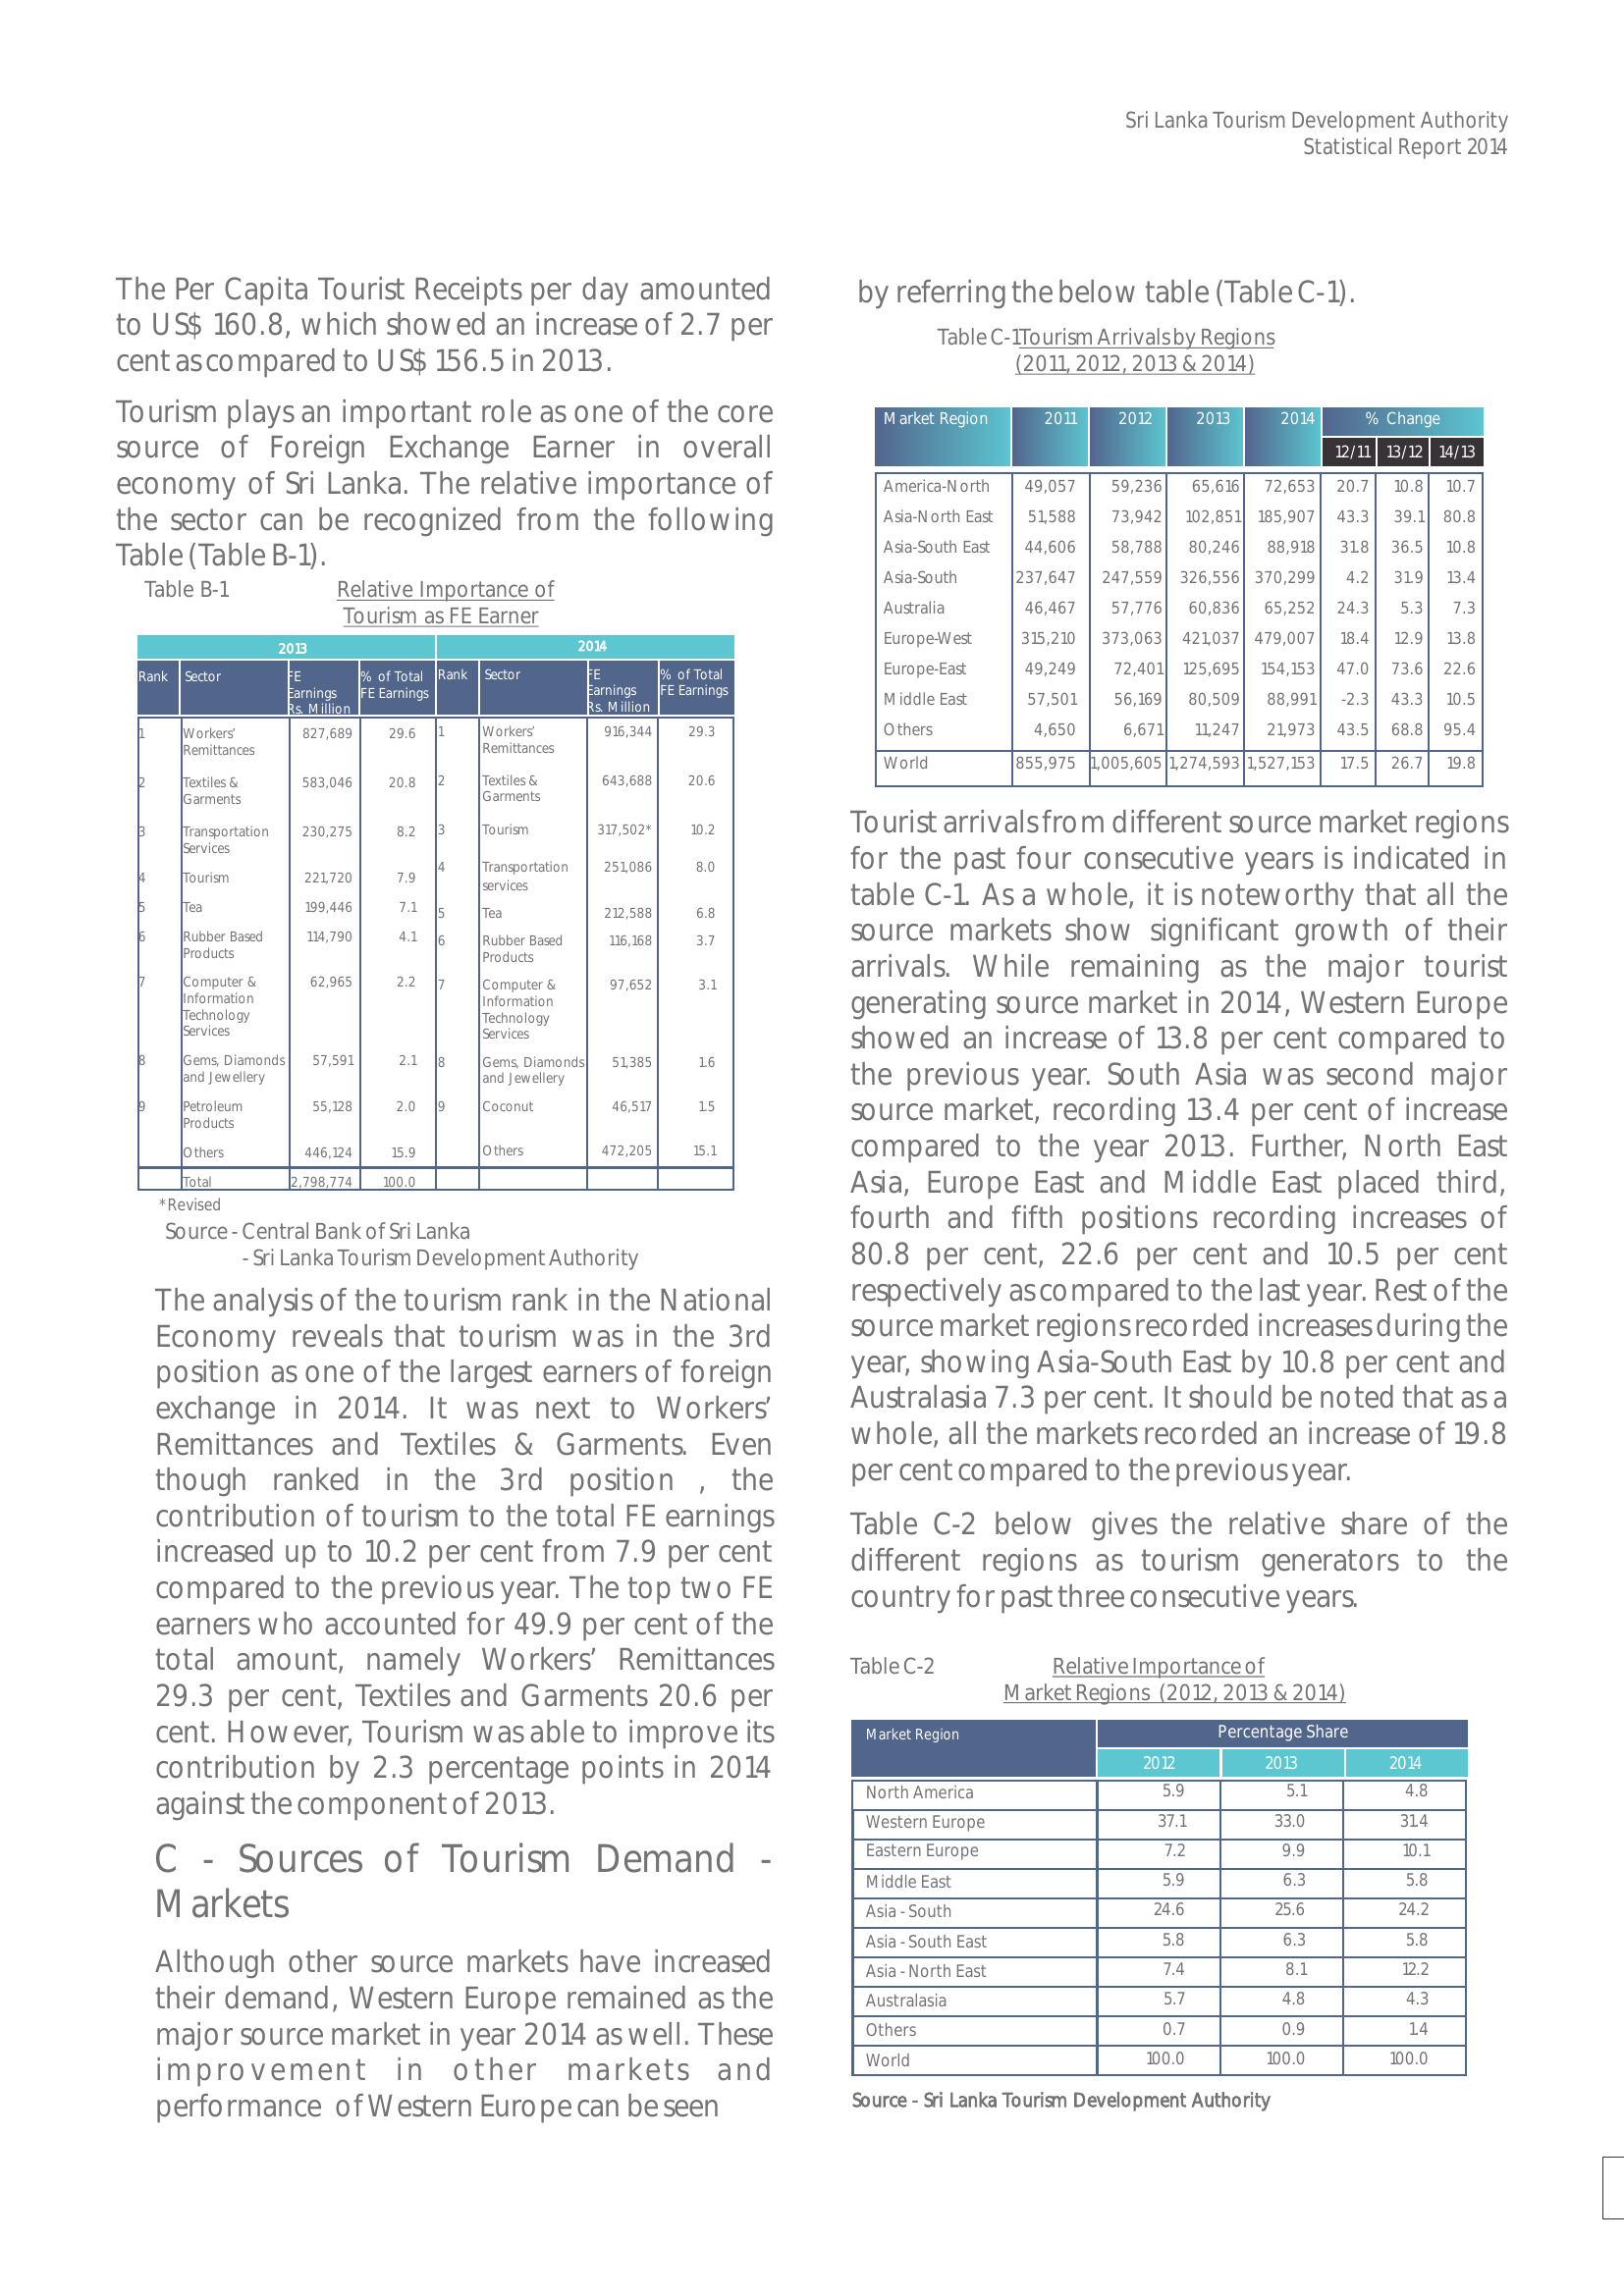 Sri Lanka Tourism Development Authority
Statistical Report 2014
The Per Capita Tourist Receipts per day amounted
to US$ 160.8, which showed an increase of 2.7 per
cent as compared to US$ 156.5 in 2013.
Tourism plays an important role as one of the core
source of Foreign Exchange Earner in overall
economy of Sri Lanka. The relative importance of
the sector can be recognized from the following
Table (Table B-1).
Table B-1 Relative Importance of
Tourism as FE Earner
2013 2014
Rank Sector FE Earnings Rs. Million % of Total FE Earnings Rank Sector FE Earnings Rs. Million % of Total FE Earnings
1 Workers' Remittances 827,689 29.6 1 Workers' Remittances 916,344 29.3
2 Textiles & Garments 583,046 20.8 2 Textiles & Garments 643,688 20.6
3 Transportation Services 230,275 8.2 3 Tourism 317,502* 10.2
4 Tourism 221,720 7.9 4 Transportation services 251,086 8.0
5 Tea 199,446 7.1 5 Tea 212,588 6.8
6 Rubber Based Products 114,790 4.1 6 Rubber Based Products 116,168 3.7
7 Computer & Information Technology Services 62,965 2.2 7 Computer & Information Technology Services 97,652 3.1
8 Gems, Diamonds and Jewellery 57,591 2.1 8 Gems, Diamonds and Jewellery 51,385 1.6
9 Petroleum Products 55,128 2.0 9 Coconut 46,517 1.5
Others 446,124 15.9 Others 472,205 15.1
Total 2,798,774 100.0
*Revised
Source - Central Bank of Sri Lanka
- Sri Lanka Tourism Development Authority
The analysis of the tourism rank in the National
Economy reveals that tourism was in the 3rd
position as one of the largest earners of foreign
exchange in 2014. It was next to Workers'
Remittances and Textiles & Garments. Even
though ranked in the 3rd position , the
contribution of tourism to the total FE earnings
increased up to 10.2 per cent from 7.9 per cent
compared to the previous year. The top two FE
earners who accounted for 49.9 per cent of the
total amount, namely Workers' Remittances
29.3 per cent, Textiles and Garments 20.6 per
cent. However, Tourism was able to improve its
contribution by 2.3 percentage points in 2014
against the component of 2013.
C - Sources of Tourism Demand -
Markets
Although other source markets have increased
their demand, Western Europe remained as the
major source market in year 2014 as well. These
improvement in other markets and
performance of Western Europe can be seen
by referring the below table (Table C-1).
Table C-1Tourism Arrivals by Regions
(2011, 2012, 2013 & 2014)
Market Region 2011 2012 2013 2014 % Change
12/11 13/12 14/13
America-North 49,057 59,236 65,616 72,653 20.7 10.8 10.7
Asia-North East 51,588 73,942 102,851 185,907 43.3 39.1 80.8
Asia-South East 44,606 58,788 80,246 88,918 31.8 36.5 10.8
Asia-South 237,647 247,559 326,556 370,299 4.2 31.9 13.4
Australia 46,467 57,776 60,836 65,252 24.3 5.3 7.3
Europe-West 315,210 373,063 421,037 479,007 18.4 12.9 13.8
Europe-East 49,249 72,401 125,695 154,153 47.0 73.6 22.6
Middle East 57,501 56,169 80,509 88,991 -2.3 43.3 10.5
Others 4,650 6,671 11,247 21,973 43.5 68.8 95.4
World 855,975 1,005,605 1,274,593 1,527,153 17.5 26.7 19.8
Tourist arrivals from different source market regions
for the past four consecutive years is indicated in
table C-1. As a whole, it is noteworthy that all the
source markets show significant growth of their
arrivals. While remaining as the major tourist
generating source market in 2014, Western Europe
showed an increase of 13.8 per cent compared to
the previous year. South Asia was second major
source market, recording 13.4 per cent of increase
compared to the year 2013. Further, North East
Asia, Europe East and Middle East placed third,
fourth and fifth positions recording increases of
80.8 per cent, 22.6 per cent and 10.5 per cent
respectively as compared to the last year. Rest of the
source market regions recorded increases during the
year, showing Asia-South East by 10.8 per cent and
Australasia 7.3 per cent. It should be noted that as a
whole, all the markets recorded an increase of 19.8
per cent compared to the previous year.
Table C-2 below gives the relative share of the
different regions as tourism generators to the
country for past three consecutive years.
Table C-2 Relative Importance of
Market Regions (2012, 2013 & 2014)
Market Region Percentage Share
2012 2013 2014
North America 5.9 5.1 4.8
Western Europe 37.1 33.0 31.4
Eastern Europe 7.2 9.9 10.1
Middle East 5.9 6.3 5.8
Asia - South 24.6 25.6 24.2
Asia - South East 5.8 6.3 5.8
Asia - North East 7.4 8.1 12.2
Australasia 5.7 4.8 4.3
Others 0.7 0.9 1.4
World 100.0 100.0 100.0
Source - Sri Lanka Tourism Development Authority